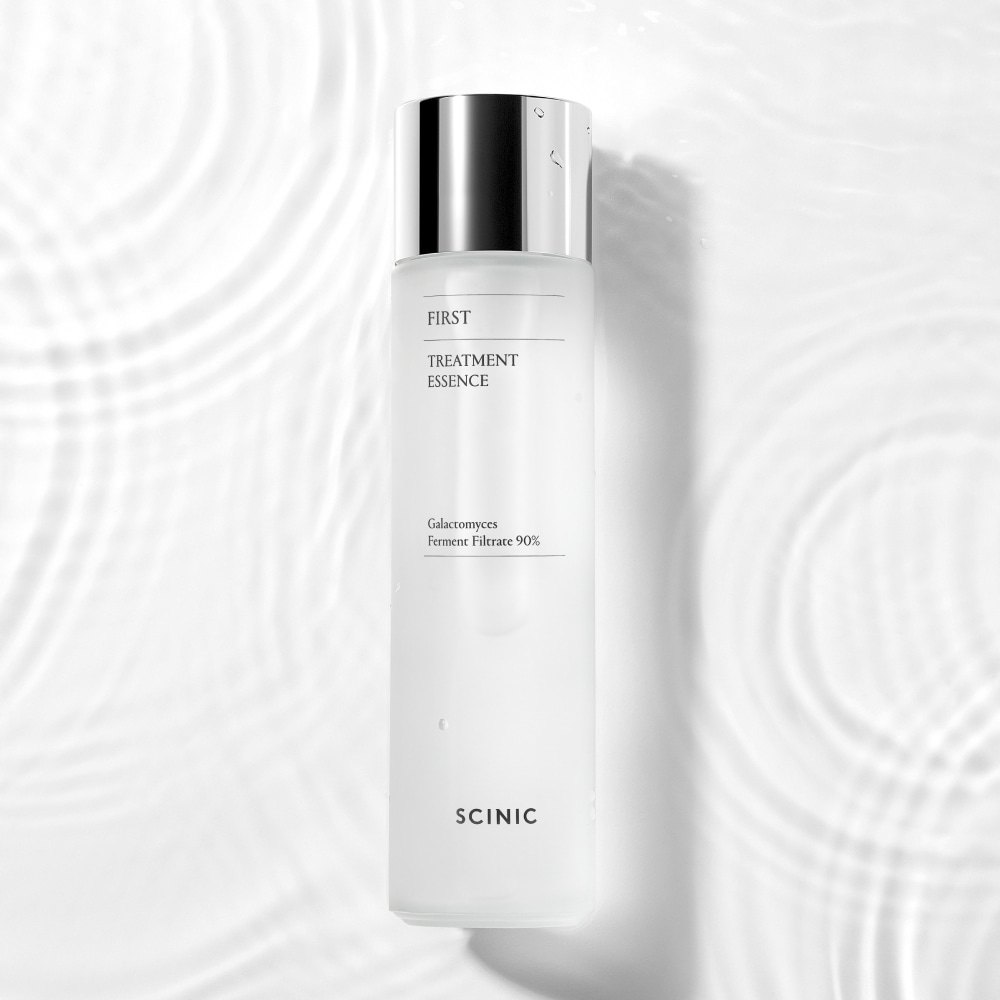 FIRST
TREATMENT
ESSENCE
Galactomyces
Ferment Filtrate 90%
SCINIC